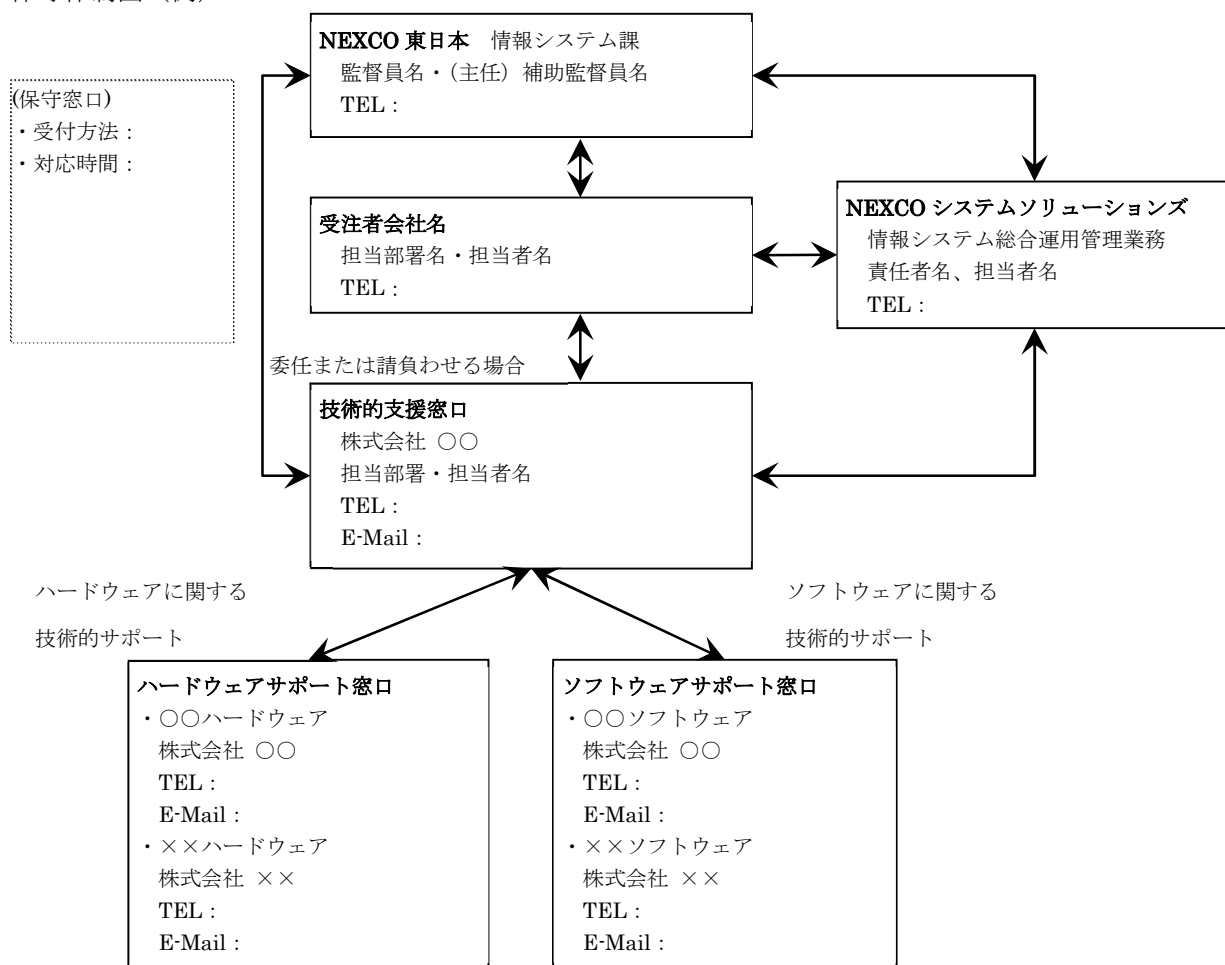 NEXCO 東日本　情報システム課
監督員名・（主任）補助監督員名
TEL：
(保守窓口)
・受付方法：
・対応時間：
受注者会社名
担当部署名・担当者名
TEL：
NEXCO システムソリューションズ
情報システム総合運用管理業務
責任者名、担当者名
TEL：
委任または請負わせる場合
技術的支援窓口
株式会社 〇〇
担当部署・担当者名
TEL：
E-Mail：
ハードウェアに関する
技術的サポート
ソフトウェアに関する
技術的サポート
ハードウェアサポート窓口
・〇〇ハードウェア
株式会社 〇〇
TEL：
E-Mail：
・××ハードウェア
株式会社 ××
TEL：
E-Mail：
ソフトウェアサポート窓口
・〇〇ソフトウェア
株式会社 〇〇
TEL：
E-Mail：
・××ソフトウェア
株式会社 ××
TEL：
E-Mail：